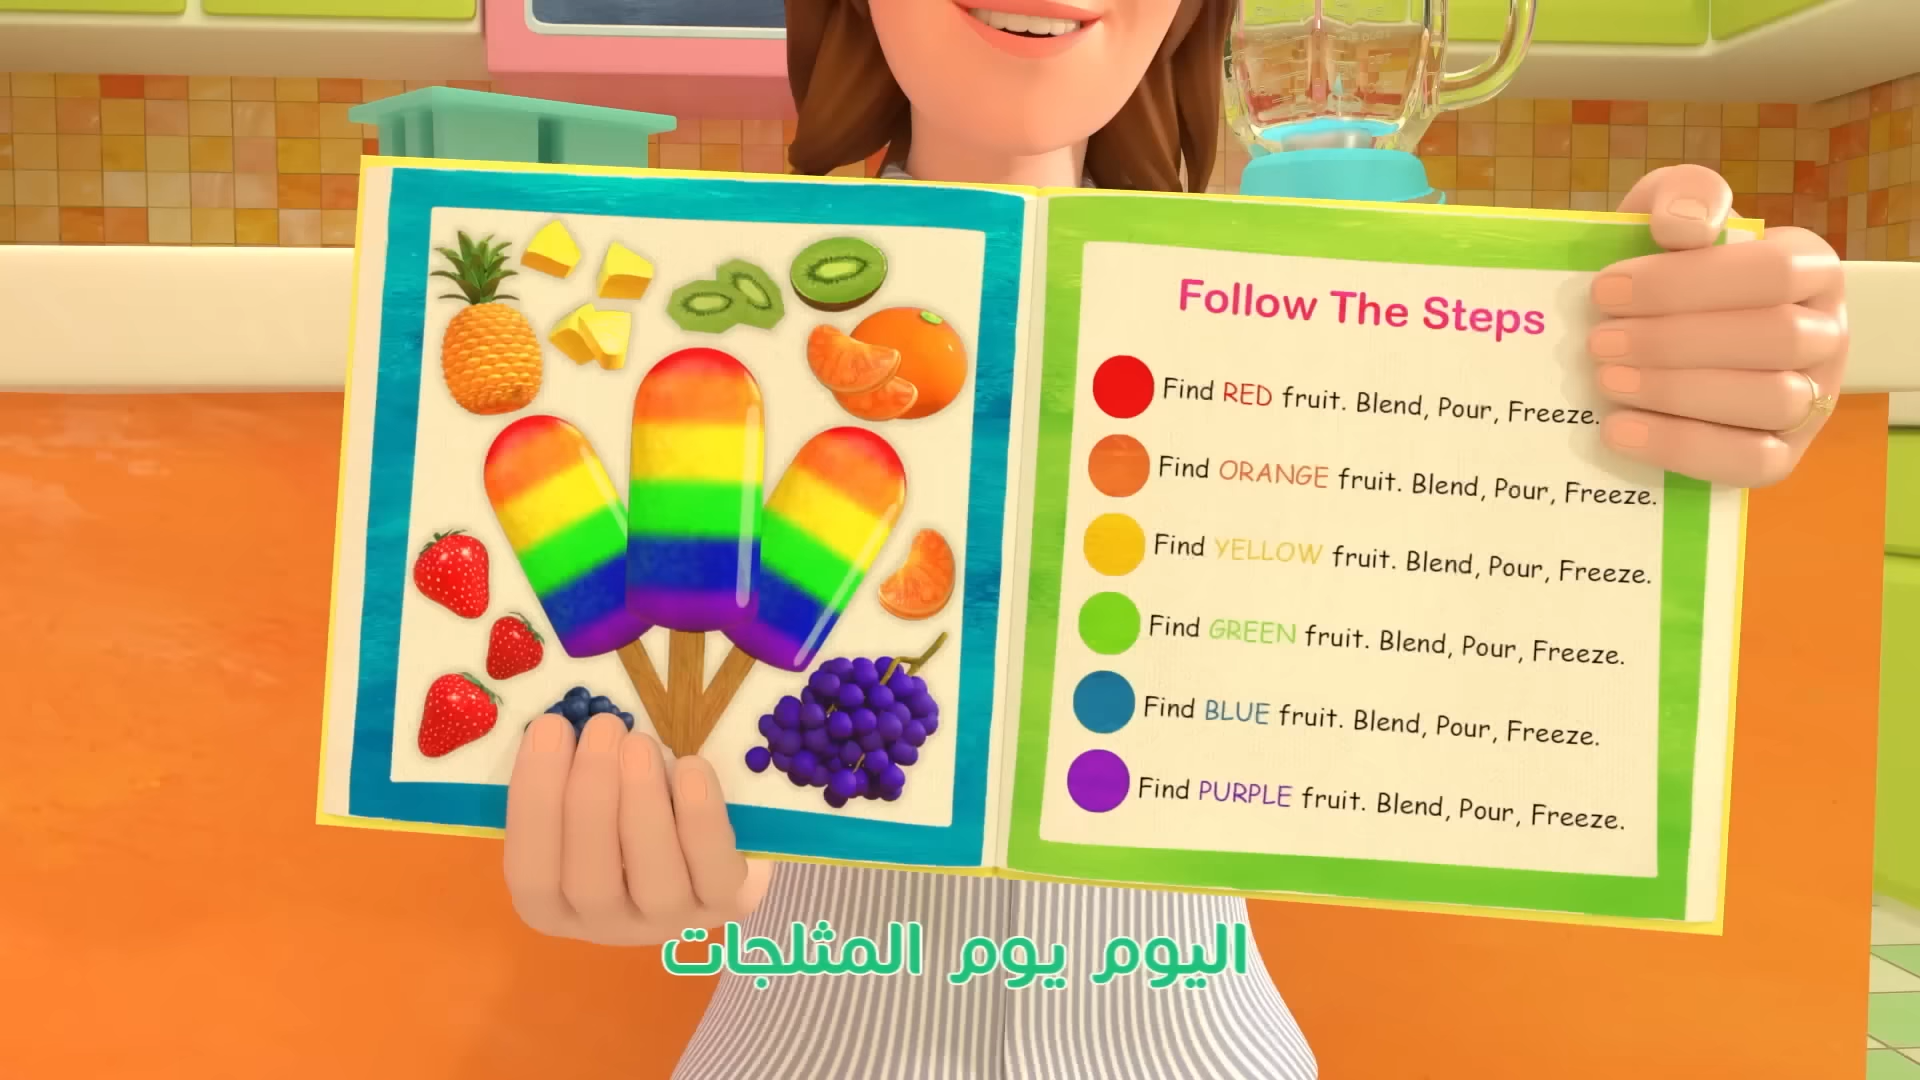 Follow The Steps
Find RED fruit. Blend, Pour, Freeze.
Find ORANGE fruit. Blend, Pour, Freeze.
Find YELLOW fruit. Blend, Pour, Freeze.
Find GREEN fruit. Blend, Pour, Freeze.
Find BLUE fruit. Blend, Pour, Freeze.
Find PURPLE fruit. Blend, Pour, Freeze.
اليوم يوم المثلجات